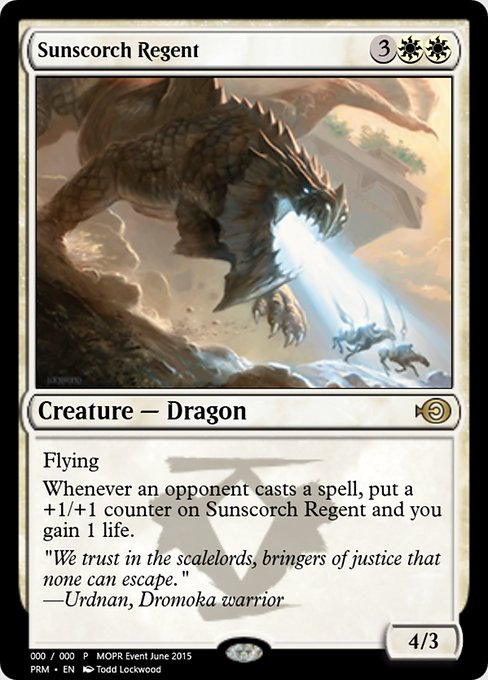 Sunscorch Regent 3
Creature — Dragon
Flying
Whenever an opponent casts a spell, put a
+1/+1 counter on Sunscorch Regent and you
gain 1 life.
"We trust in the scalelords, bringers of justice that
none can escape."
—Urdnan, Dromoka warrior
4/3
000 / 000 P MOPR Event June 2015
PRM • EN Todd Lockwood